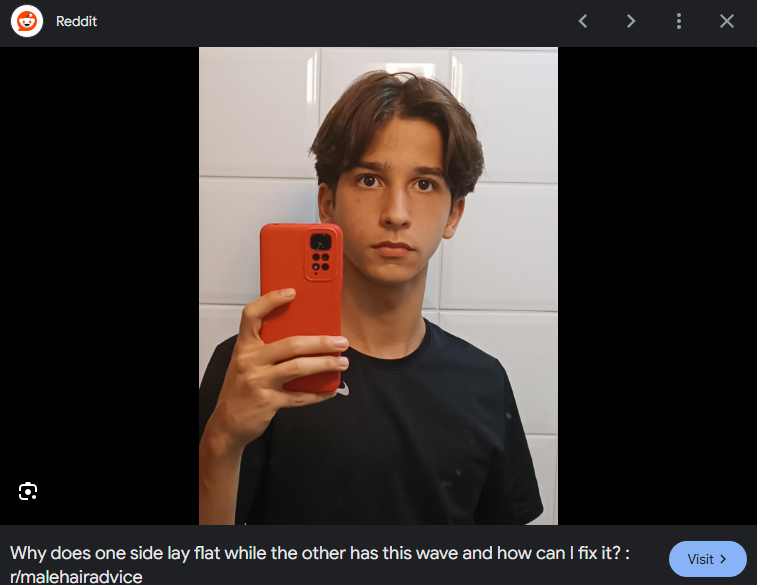 Reddit
Why does one side lay flat while the other has this wave and how can I fix it? :
r/malehairadvice
Visit